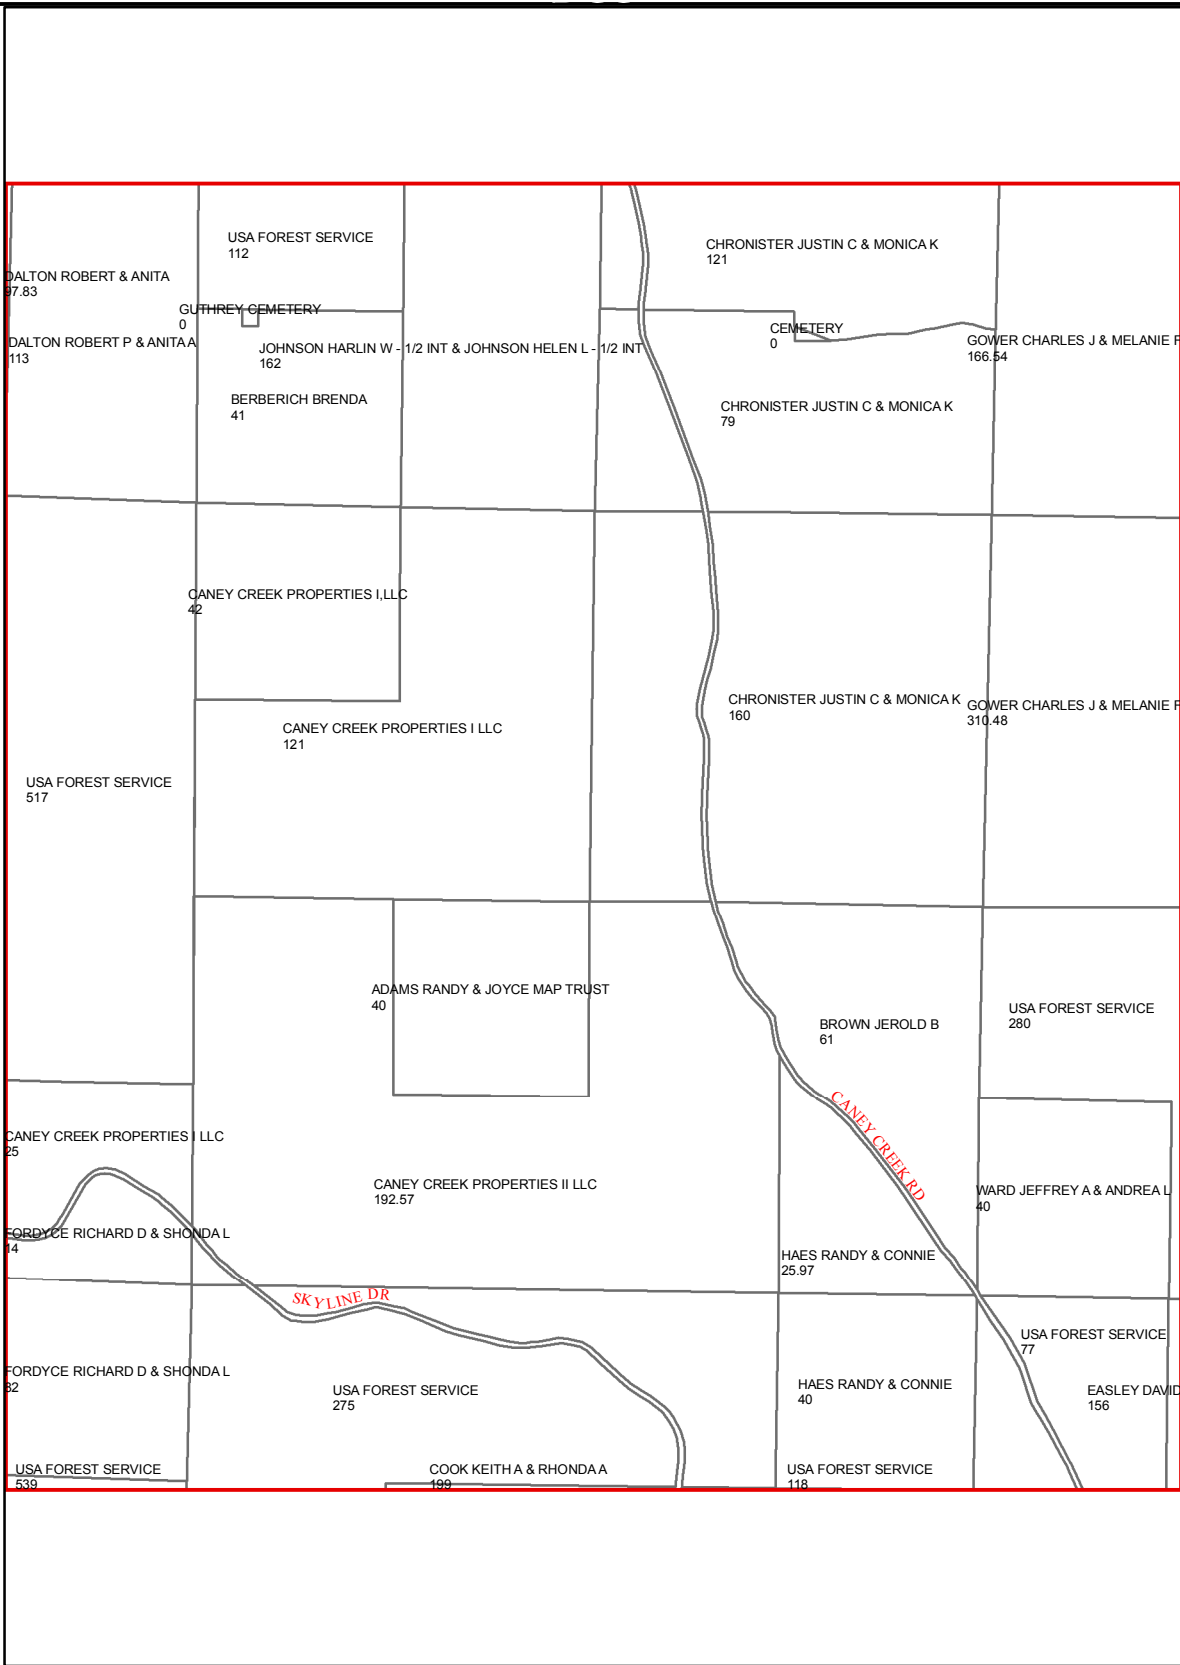 USA FOREST SERVICE
112
CHRONISTER JUSTIN C & MONICA K
121
DALTON ROBERT & ANITA
97.83
GUTHREY CEMETERY
0
CEMETERY
0
DALTON ROBERT P & ANITA A
113
JOHNSON HARLIN W - 1/2 INT & JOHNSON HELEN L - 1/2 INT
162
GOWER CHARLES J & MELANIE
166.54
BERBERICH BRENDA
41
CHRONISTER JUSTIN C & MONICA K
79
CANEY CREEK PROPERTIES I,LLC
42
CHRONISTER JUSTIN C & MONICA K
160
GOWER CHARLES J & MELANIE
310.48
CANEY CREEK PROPERTIES I LLC
121
USA FOREST SERVICE
517
ADAMS RANDY & JOYCE MAP TRUST
40
USA FOREST SERVICE
280
BROWN JEROLD B
61
CANEY CREEK RD
CANEY CREEK PROPERTIES I LLC
25
CANEY CREEK PROPERTIES II LLC
192.57
WARD JEFFREY A & ANDREA L
40
FORDYCE RICHARD D & SHONDA L
14
HAES RANDY & CONNIE
25.97
SKYLINE DR
USA FOREST SERVICE
77
FORDYCE RICHARD D & SHONDA L
32
USA FOREST SERVICE
275
HAES RANDY & CONNIE
40
EASLEY DAVID
156
USA FOREST SERVICE
539
COOK KEITH A & RHONDA A
199
USA FOREST SERVICE
118